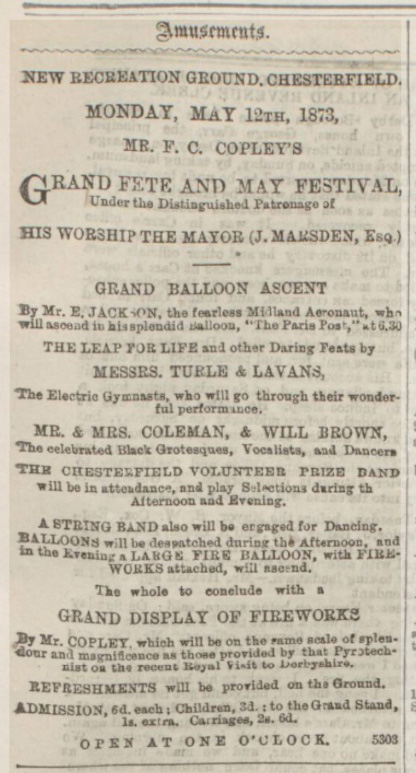 Amusements.
NEW RECREATION GROUND, CHESTERFIELD.
MONDAY, MAY 12TH, 1873,
MR. F. C. COPLEY'S
GRAND FETE AND MAY FESTIVAL,
Under the Distinguished Patronage of
HIS WORSHIP THE MAYOR (J. MARSDEN, Esq.)
GRAND BALLOON ASCENT
By Mr. E. JACKSON, the fearless Midland Aeronaut, who
will ascend in his splendid Balloon, "The Paris Post," at 6.30
THE LEAP FOR LIFE and other Daring Feats by
MESSRS. TURLE & LAVANS,
The Electric Gymnasts, who will go through their wonder-
ful performance.
MR. & MRS. COLEMAN, & WILL BROWN,
The celebrated Black Grotesques, Vocalists, and Dancers
THE CHESTERFIELD VOLUNTEER PRIZE BAND
will be in attendance, and play Selections during th
Afternoon and Evening.
A STRING BAND also will be engaged for Dancing.
BALLOONS will be despatched during the Afternoon, and
in the Evening a LARGE FIRE BALLOON, with FIRE-
WORKS attached, will ascend.
The whole to conclude with a
GRAND DISPLAY OF FIREWORKS
By Mr. COPLEY, which will be on the same scale of splen-
dour and magnificence as those provided by that Pyrotech-
nist on the recent Royal Visit to Derbyshire.
REFRESHMENTS will be provided on the Ground.
ADMISSION, 6d. each; Children, 3d.; to the Grand Stand,
1s. extra. Carriages, 2s. 6d.
OPEN AT ONE O'CLOCK. 5303